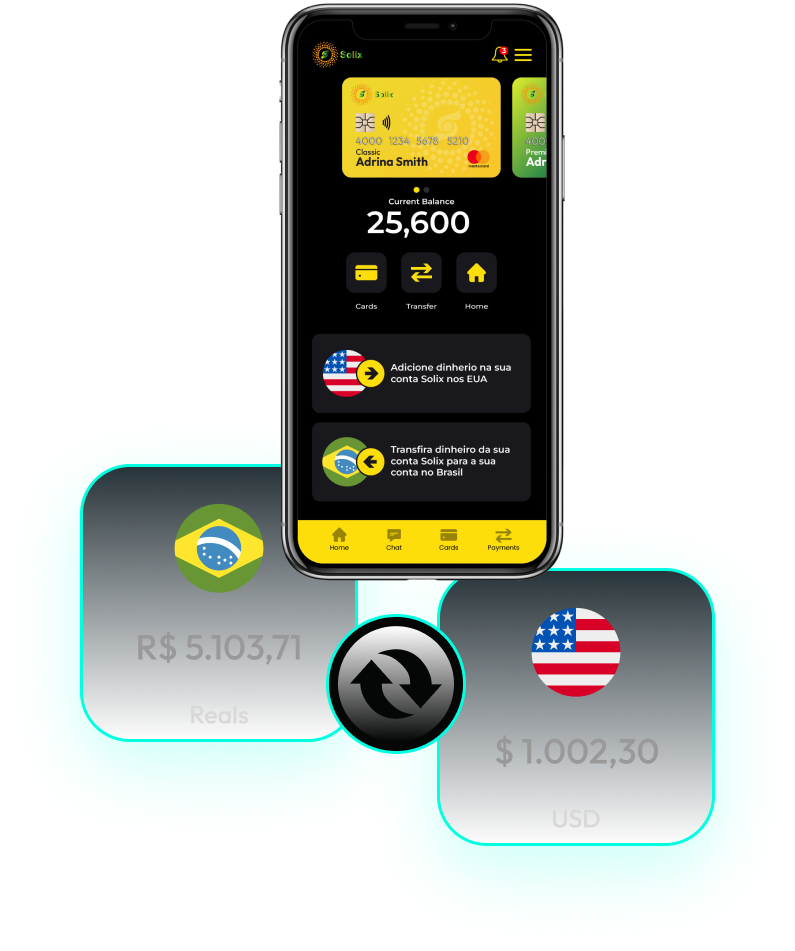 Solix
3
Solix
4000 1234 5678 5210
Classic
Adrina Smith
mastercard
400
Premi
Adr
Current Balance
25,600
Cards
Transfer
Home
Adicione dinherio na sua
conta Solix nos EUA
Transfira dinheiro da sua
conta Solix para a sua
conta no Brasil
Home
Chat
Cards
Payments
R$ 5.103,71
Reals
$ 1.002,30
USD